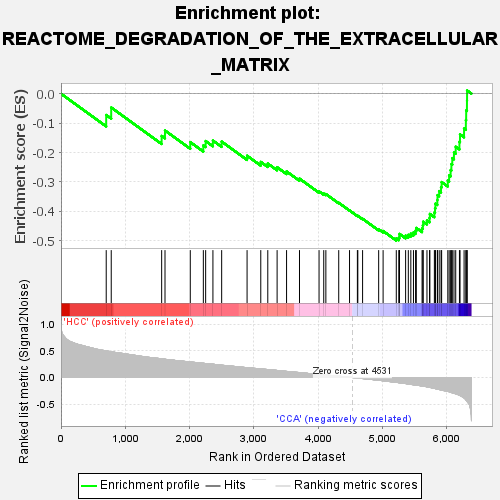 Enrichment plot:
REACTOME_DEGRADATION_OF_THE_EXTRACELLULAR
_MATRIX
Enrichment score (ES)
0.0
-0.1
-0.2
-0.3
-0.4
-0.5
Ranked list metric (Signal2Noise)
1.0
0.5
0.0
-0.5
'HCC' (positively correlated)
Zero cross at 4531
'CCA' (negatively correlated)
0
1,000
2,000
3,000
4,000
5,000
6,000
Rank in Ordered Dataset
Enrichment profile
Hits
Ranking metric scores